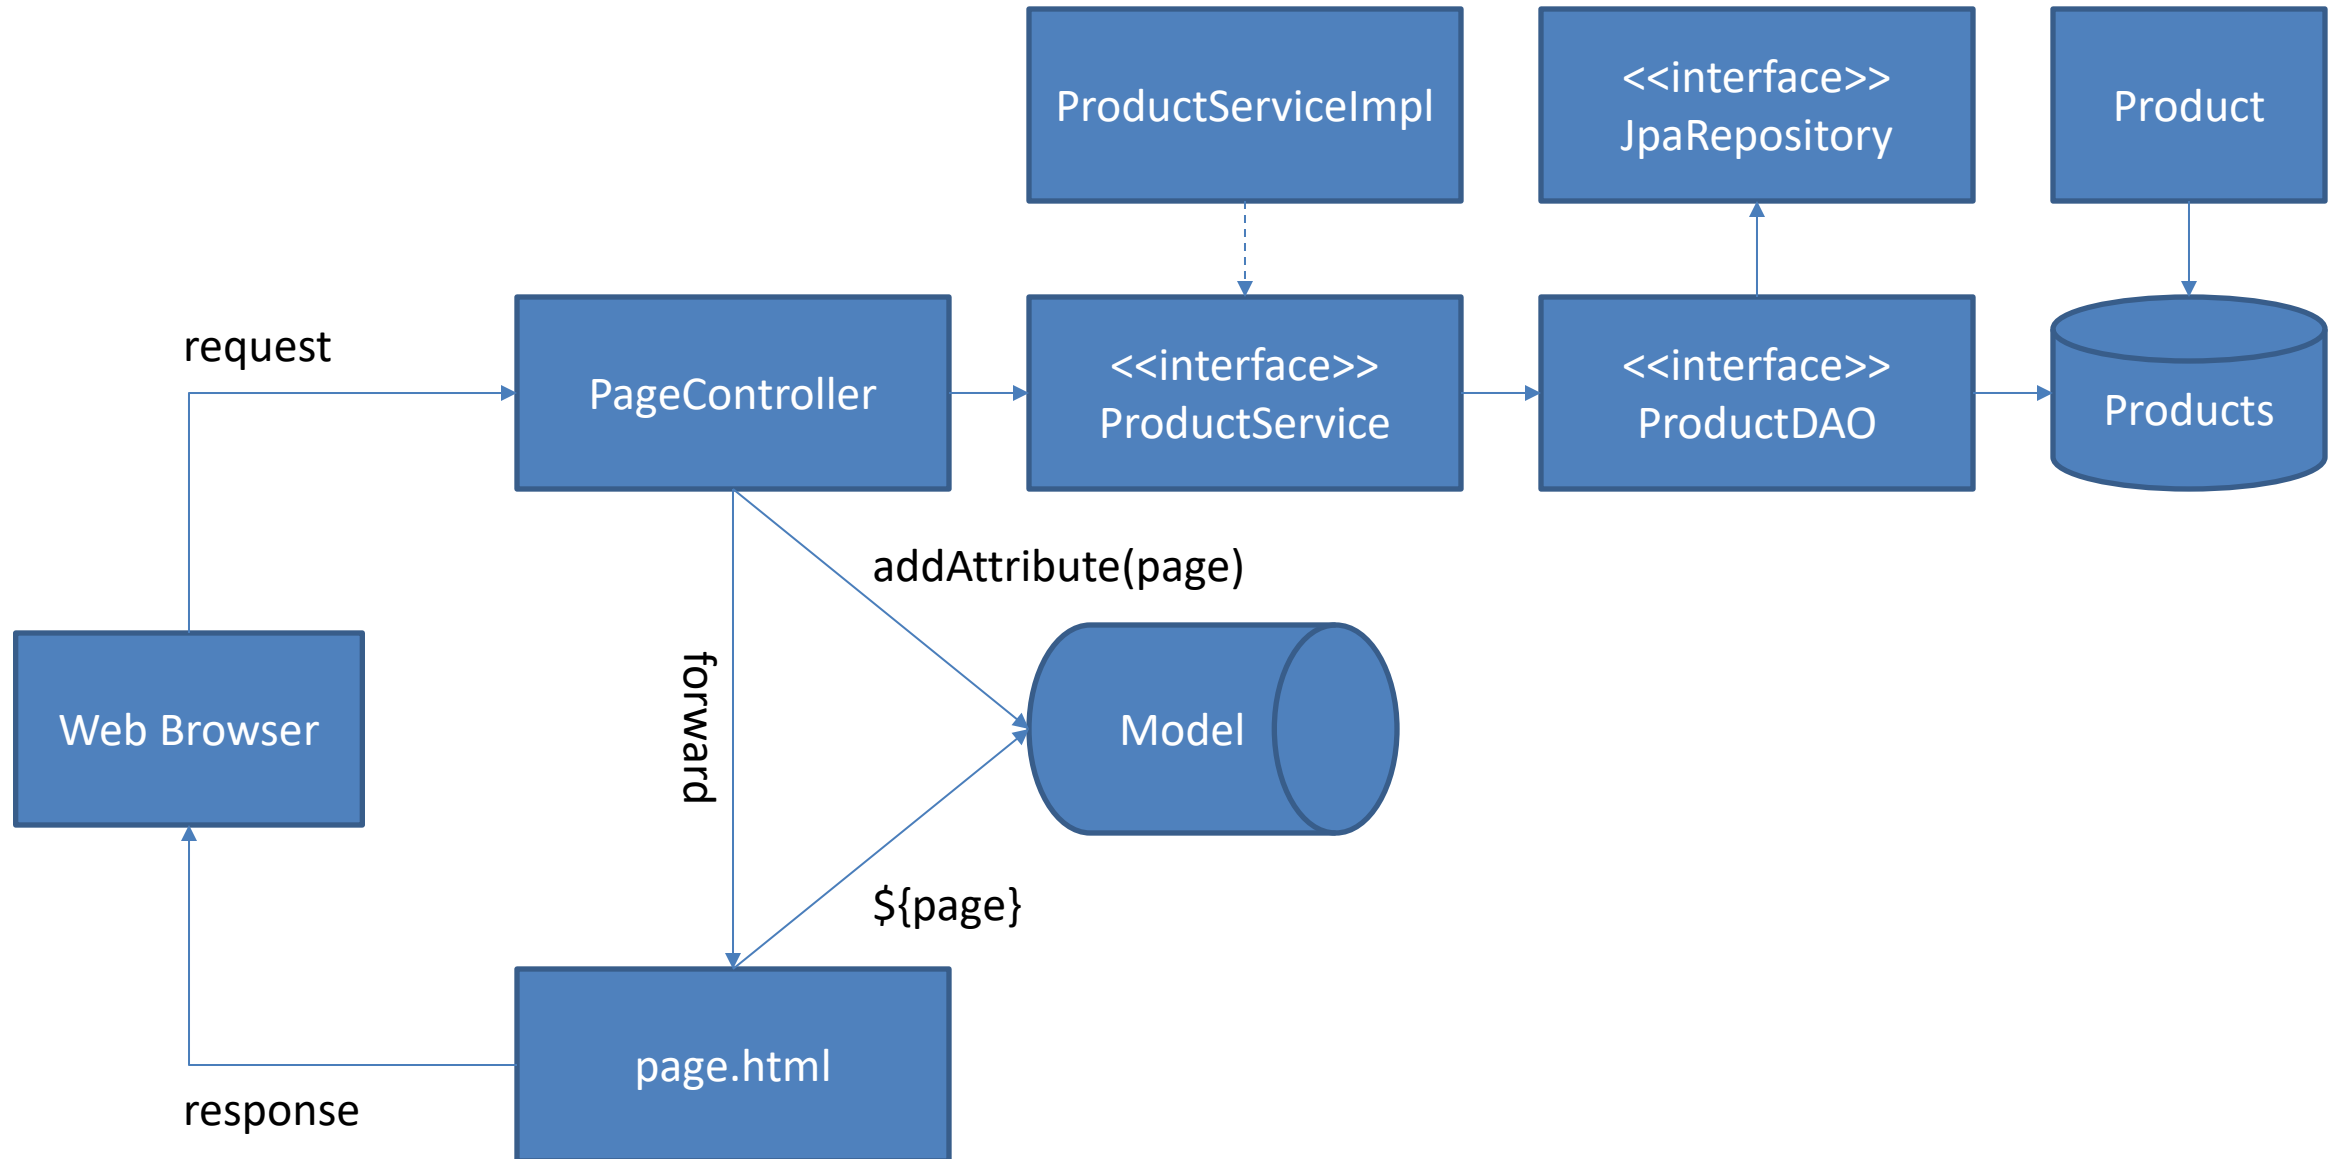 ProductServiceImpl
<<interface>>
JpaRepository
Product
request
PageController
<<interface>>
ProductService
<<interface>>
ProductDAO
Products
addAttribute(page)
forward
Web Browser
Model
${page}
page.html
response